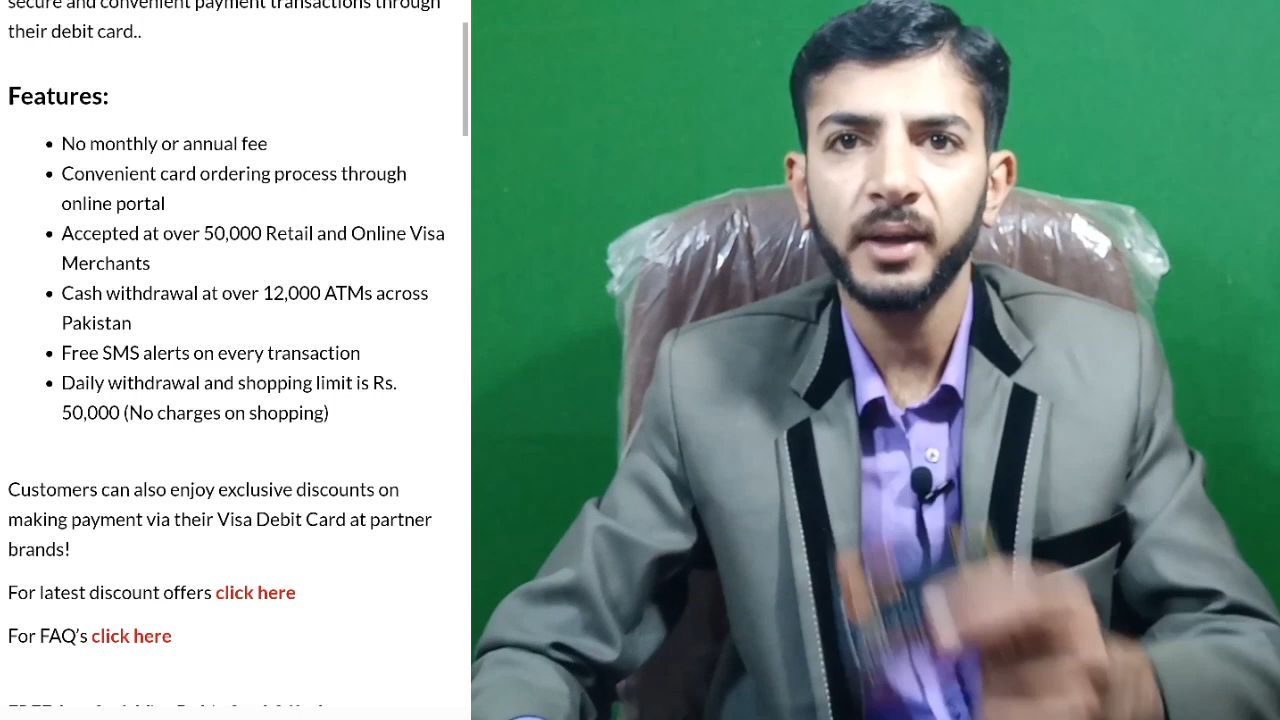 secure and convenient payment transactions through
their debit card..
Features:
• No monthly or annual fee
• Convenient card ordering process through
online portal
• Accepted at over 50,000 Retail and Online Visa
Merchants
• Cash withdrawal at over 12,000 ATMs across
Pakistan
• Free SMS alerts on every transaction
• Daily withdrawal and shopping limit is Rs.
50,000 (No charges on shopping)
Customers can also enjoy exclusive discounts on
making payment via their Visa Debit Card at partner
brands!
For latest discount offers click here
For FAQ's click here